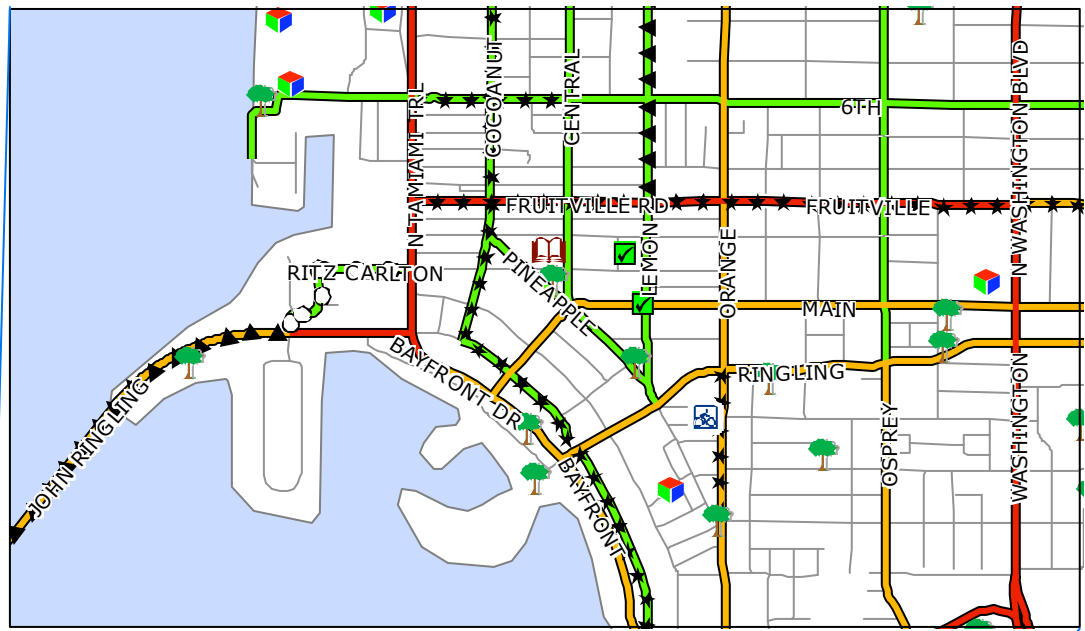 N TAMIAMI TRL
COCOANUT
CENTRAL
6TH
N WASHINGTON BLVD
FRUITVILLE RD
FRUITVILLE
LEMON
ORANGE
RITZ CARLTON
PINEAPPLE
MAIN
BAYFRONT DR
RINGLING
JOHN RINGLING
OSPREY
WASHINGTON
BAYFRONT